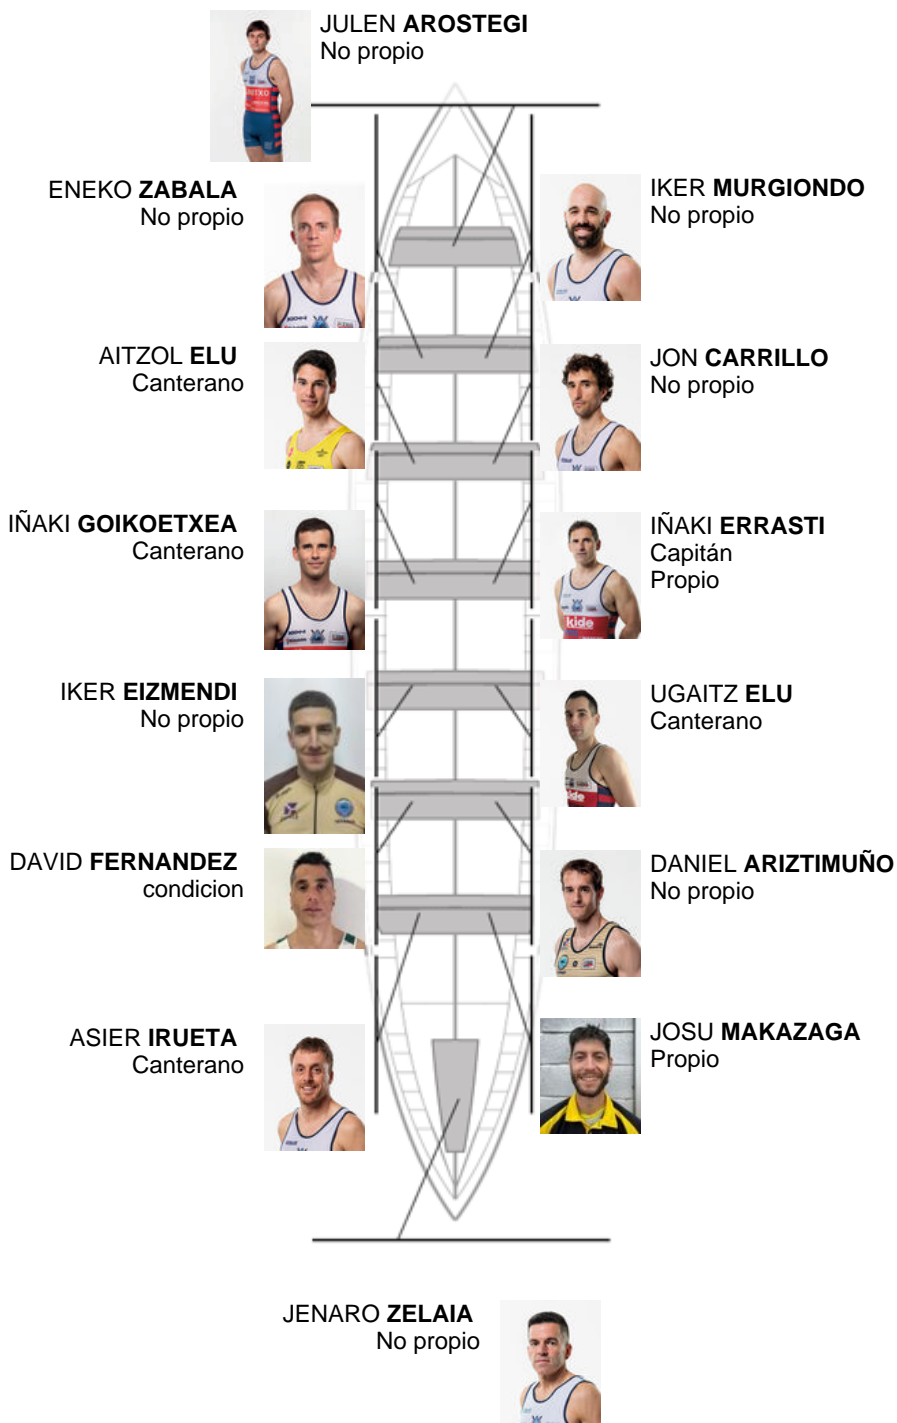 JULEN AROSTEGI
No propio
ENEKO ZABALA
No propio
IKER MURGIONDO
No propio
AITZOL ELU
Canterano
JON CARRILLO
No propio
IÑAKI GOIKOETXEA
Canterano
IÑAKI ERRASTI
Capitán
Propio
kide
IKER EIZMENDI
No propio
UGAITZ ELU
Canterano
kide
DAVID FERNANDEZ
condicion
DANIEL ARIZTIMUÑO
No propio
ASIER IRUETA
Canterano
JOSU MAKAZAGA
Propio
JENARO ZELAIA
No propio